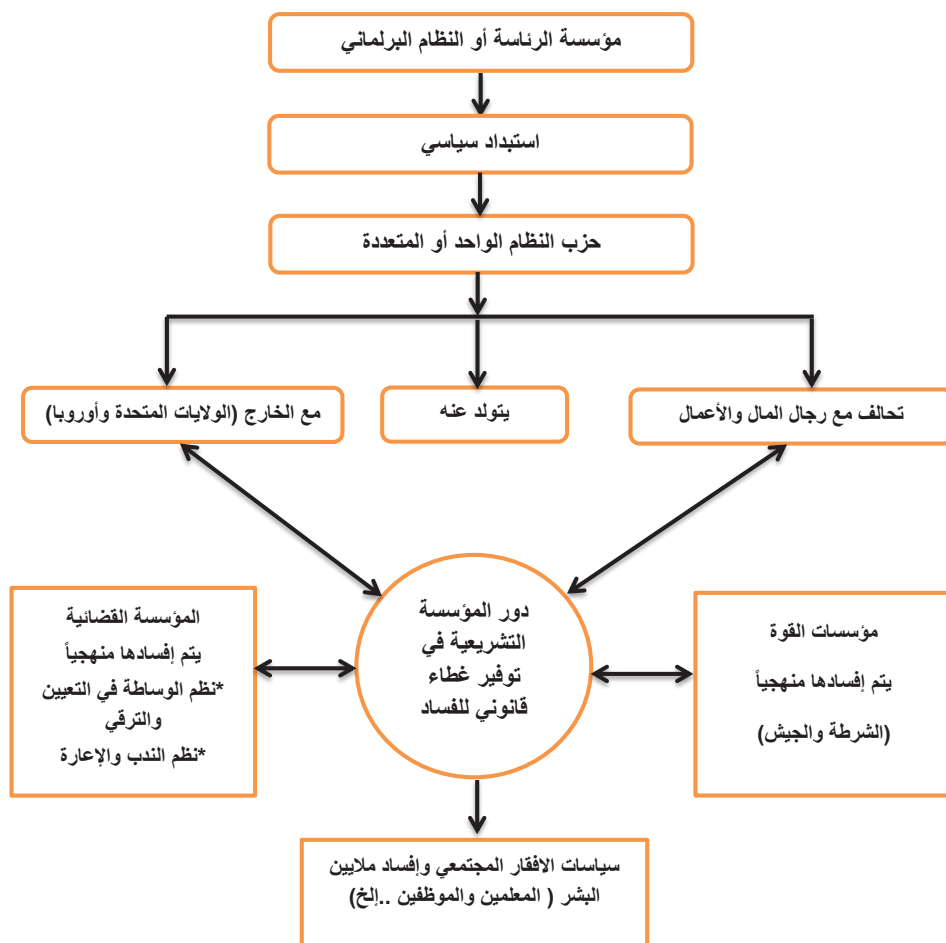 مؤسسة الرئاسة أو النظام البرلماني
استبداد سياسي
حزب النظام الواحد أو المتعددة
تحالف مع رجال المال والأعمال
يتولد عنه
مع الخارج (الولايات المتحدة وأوروبا)
مؤسسات القوة
يتم إفسادها منهجياً
(الشرطة والجيش)
دور المؤسسة
التشريعية في
توفير غطاء
قانوني للفساد
المؤسسة القضائية
يتم إفسادها منهجياً
*نظم الوساطة في التعيين
والترقي
*نظم الندب والإعارة
سياسات الافقار المجتمعي وإفساد ملايين
البشر ( المعلمين والموظفين ..إلخ)